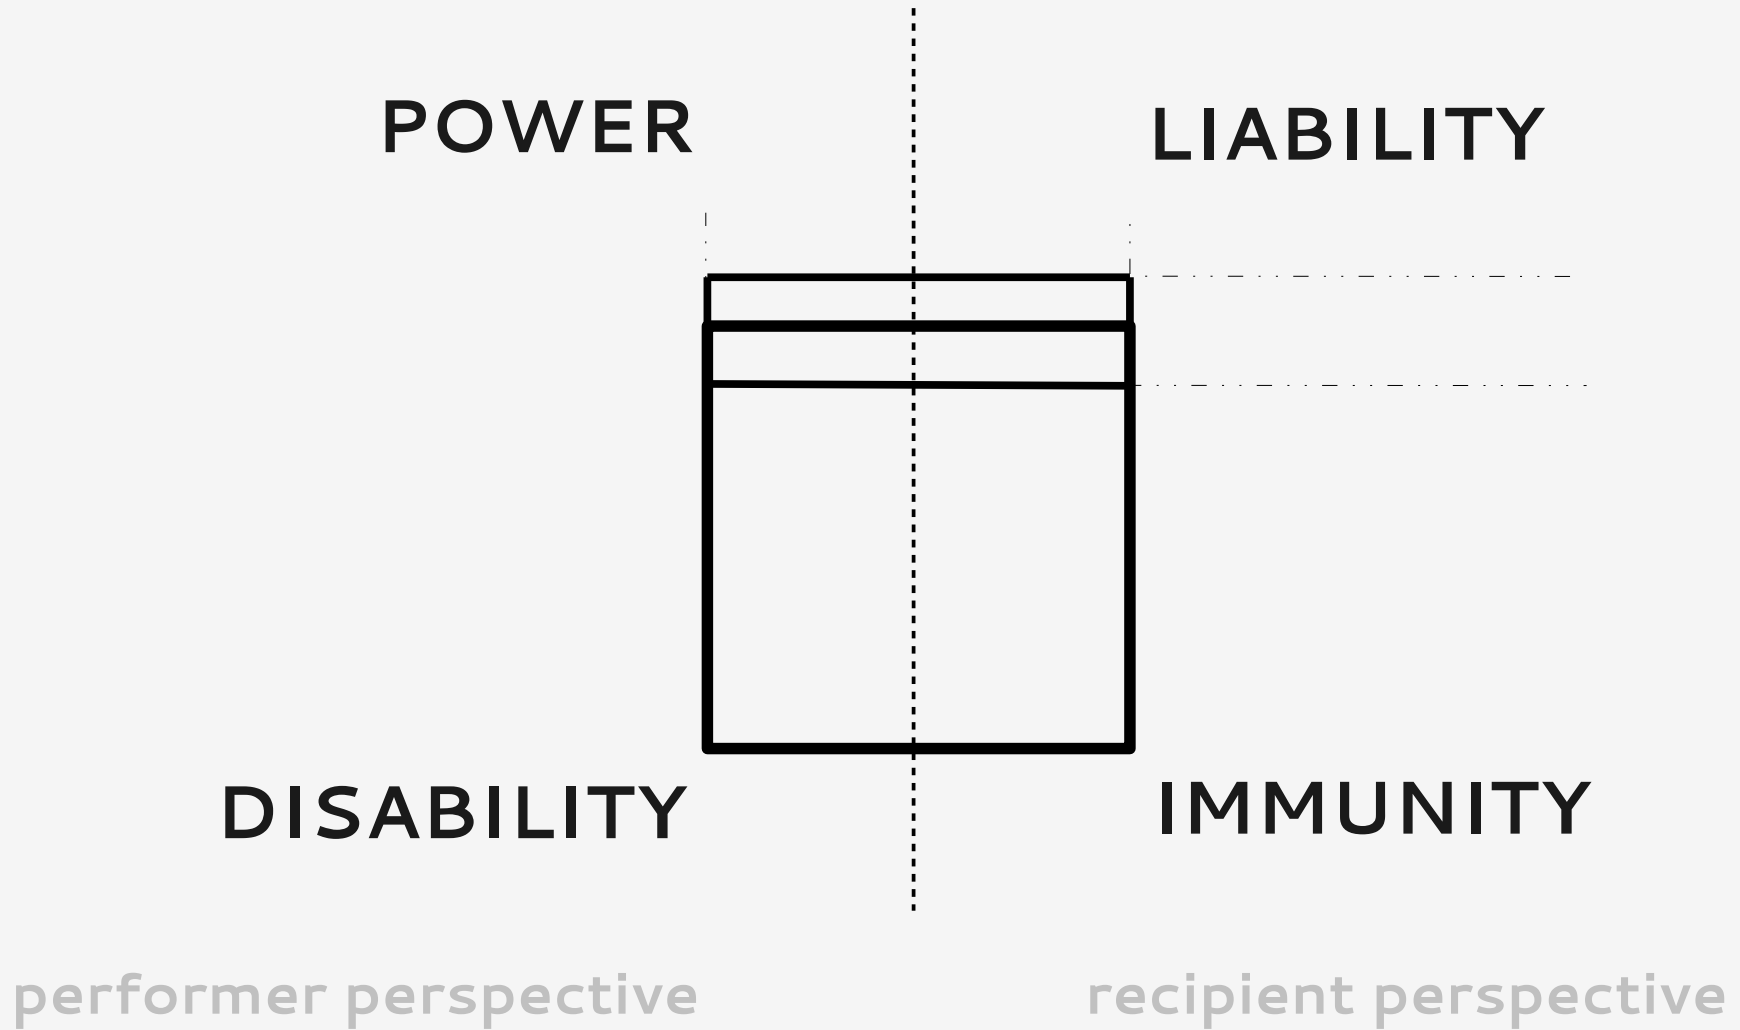 POWER
LIABILITY
DISABILITY
IMMUNITY
performer perspective
recipient perspective